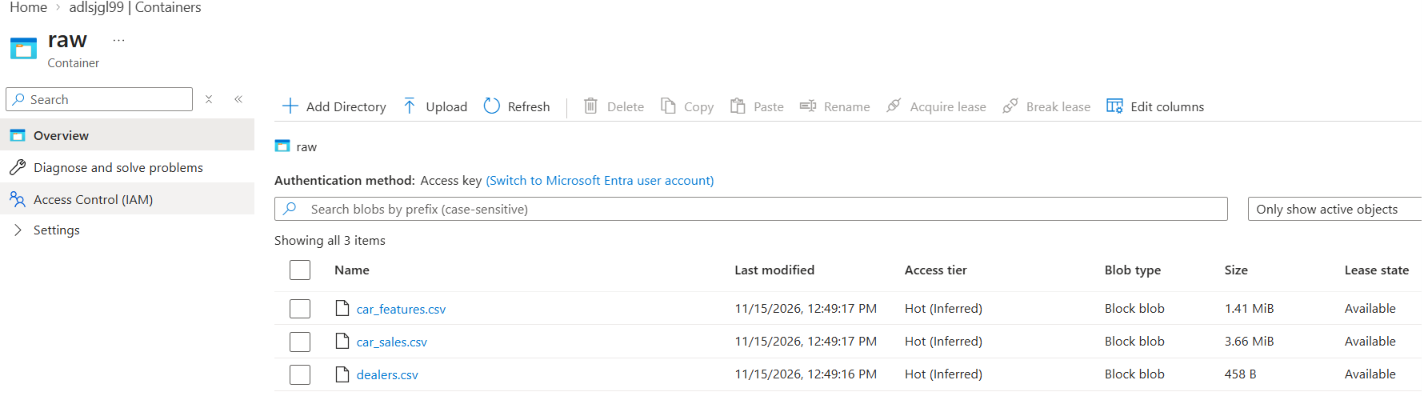 Home > adlsjgl99 | Containers
raw ...
Container
Search
Overview
Diagnose and solve problems
Access Control (IAM)
Settings
Add Directory Upload Refresh Delete Copy Paste Rename Acquire lease Break lease Edit columns
raw
Authentication method: Access key (Switch to Microsoft Entra user account)
Search blobs by prefix (case-sensitive) Only show active objects
Showing all 3 items
Name Last modified Access tier Blob type Size Lease state
car_features.csv 11/15/2026, 12:49:17 PM Hot (Inferred) Block blob 1.41 MiB Available
car_sales.csv 11/15/2026, 12:49:17 PM Hot (Inferred) Block blob 3.66 MiB Available
dealers.csv 11/15/2026, 12:49:16 PM Hot (Inferred) Block blob 458 B Available